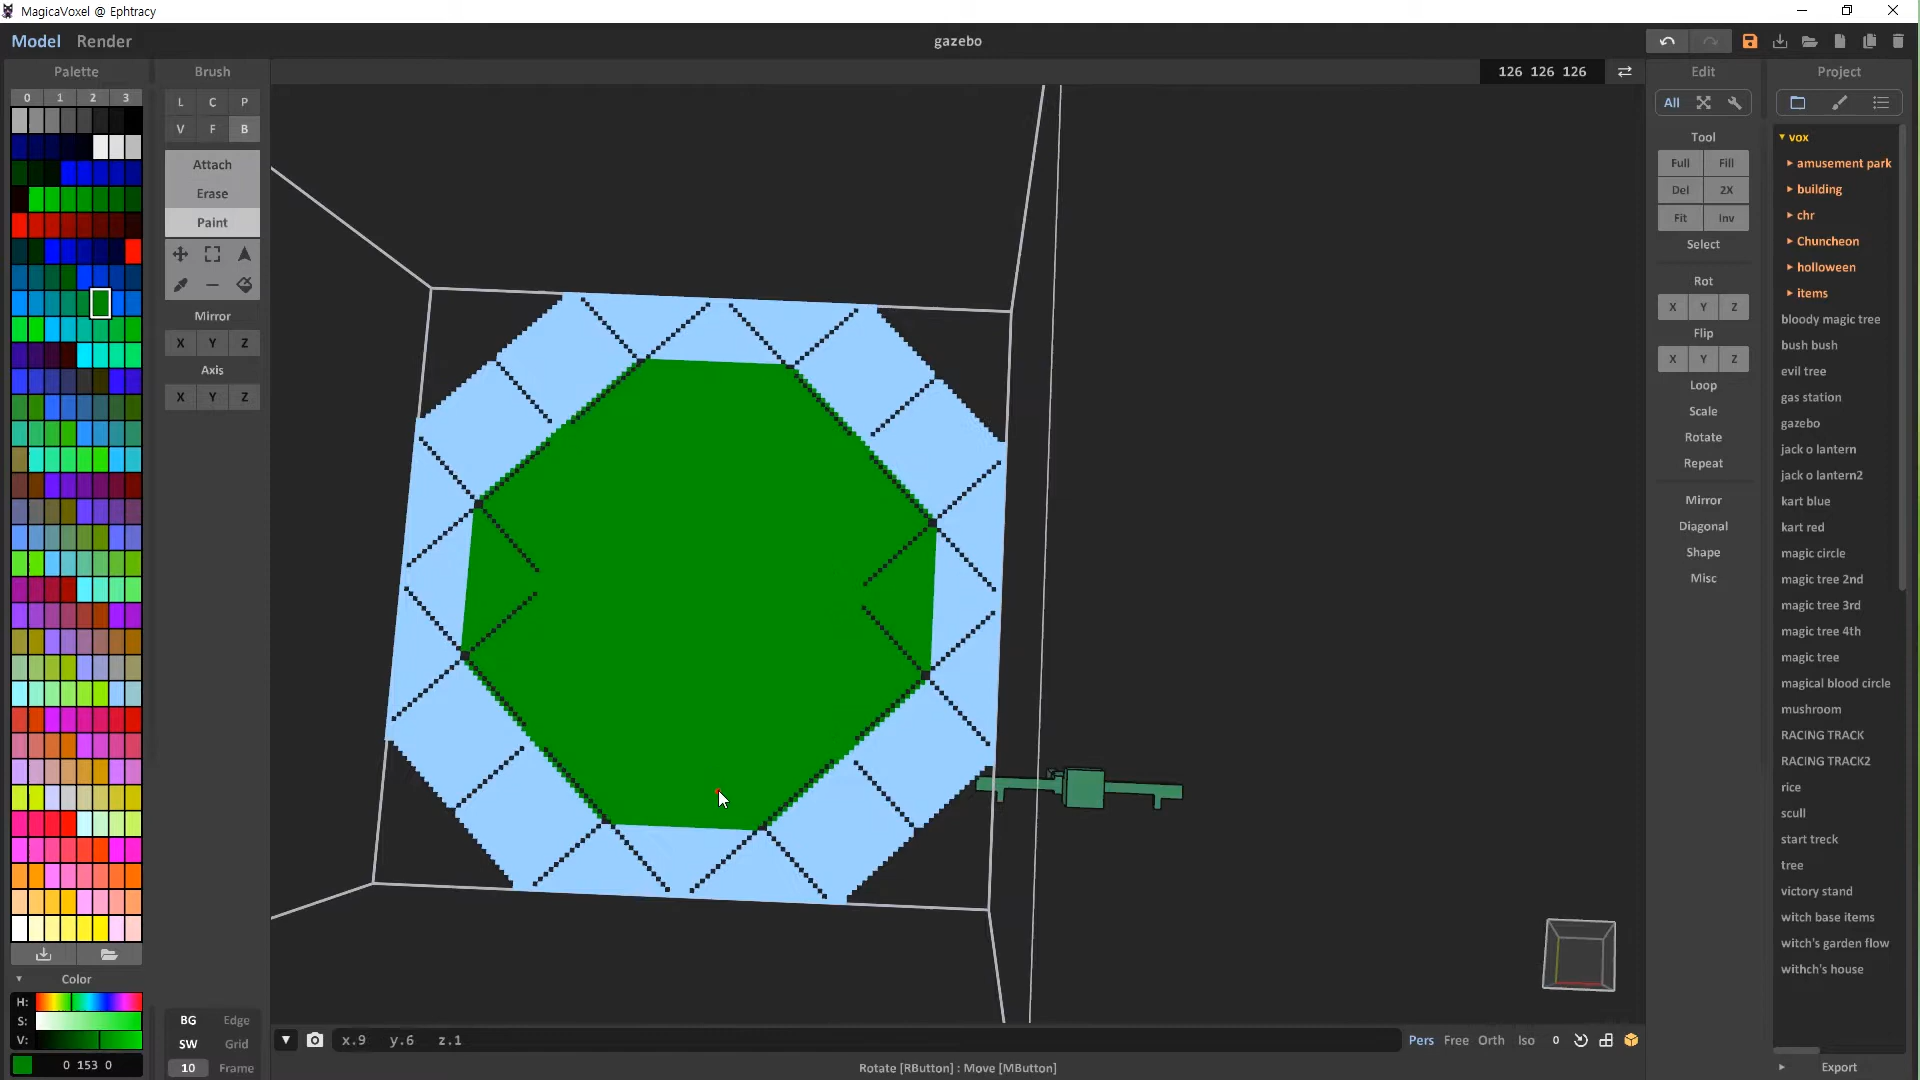 MagicaVoxel @ Ephtracy
Model Render
gazebo
Palette
0 1 2 3
Brush
L C P
V F B
Attach
Erase
Paint
Mirror
X Y Z
Axis
X Y Z
126 126 126
Edit
All
Tool
Full Fill
Del 2X
Fit Inv
Select
Rot
X Y Z
Flip
X Y Z
Loop
Scale
Rotate
Repeat
Mirror
Diagonal
Shape
Misc
Project
vox
amusement park
building
chr
Chuncheon
holloween
items
bloody magic tree
bush bush
evil tree
gas station
gazebo
jack o lantern
jack o lantern2
kart blue
kart red
magic circle
magic tree 2nd
magic tree 3rd
magic tree 4th
magic tree
magical blood circle
mushroom
RACING TRACK
RACING TRACK2
rice
scull
start treck
tree
victory stand
witch base items
witch's garden flow
withch's house
Export
Color
H:
S:
V:
0 153 0
BG Edge
SW Grid
10 Frame
x.9 y.6 z.1
Pers Free Orth Iso 0
Rotate [RButton] : Move [MButton]